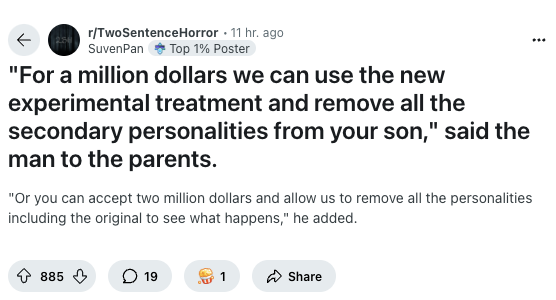 r/TwoSentenceHorror • 11 hr. ago
SuvenPan Top 1% Poster
"For a million dollars we can use the new
experimental treatment and remove all the
secondary personalities from your son," said the
man to the parents.
"Or you can accept two million dollars and allow us to remove all the personalities
including the original to see what happens," he added.
885 19 1 Share